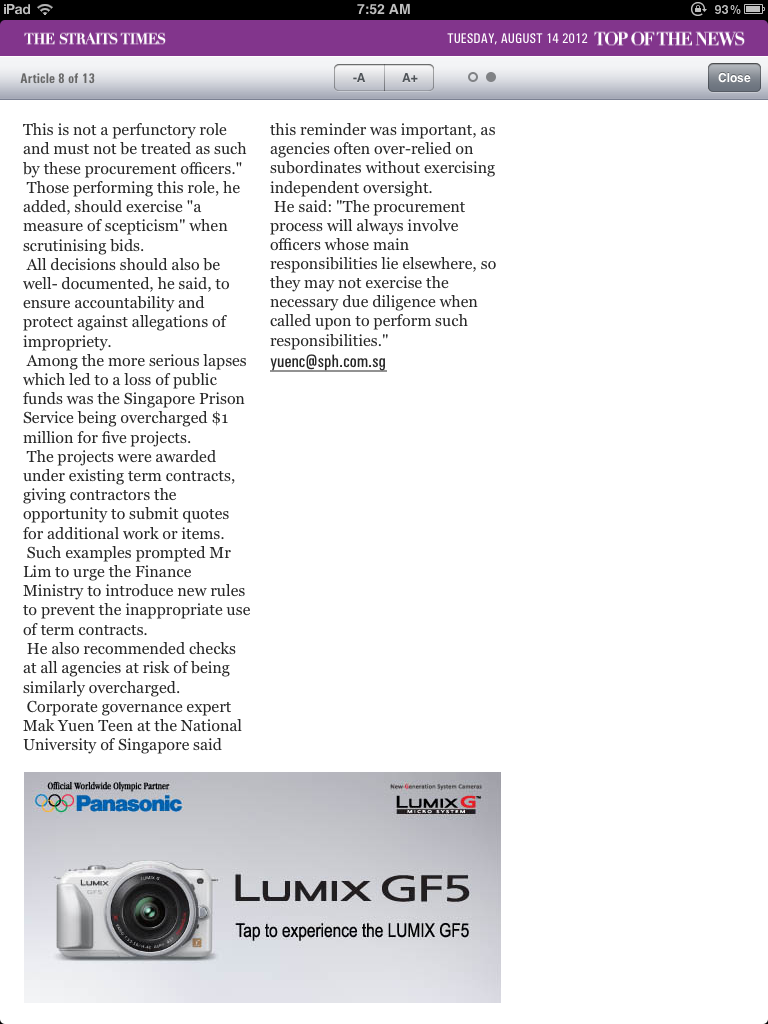 iPad
7:52 AM
93%
THE STRAITS TIMES
TUESDAY, AUGUST 14 2012 TOP OF THE NEWS
Article 8 of 13
-A
A+
Close
This is not a perfunctory role
and must not be treated as such
by these procurement officers."
Those performing this role, he
added, should exercise "a
measure of scepticism" when
scrutinising bids.
All decisions should also be
well- documented, he said, to
ensure accountability and
protect against allegations of
impropriety.
Among the more serious lapses
which led to a loss of public
funds was the Singapore Prison
Service being overcharged $1
million for five projects.
The projects were awarded
under existing term contracts,
giving contractors the
opportunity to submit quotes
for additional work or items.
Such examples prompted Mr
Lim to urge the Finance
Ministry to introduce new rules
to prevent the inappropriate use
of term contracts.
He also recommended checks
at all agencies at risk of being
similarly overcharged.
Corporate governance expert
Mak Yuen Teen at the National
University of Singapore said
this reminder was important, as
agencies often over-relied on
subordinates without exercising
independent oversight.
He said: "The procurement
process will always involve
officers whose main
responsibilities lie elsewhere, so
they may not exercise the
necessary due diligence when
called upon to perform such
responsibilities."
yuenc@sph.com.sg
Official Worldwide Olympic Partner
Panasonic
New-Generation System Cameras
LUMIX G™
MICRO SYSTEM
LUMIX
GF5
LUMIX G
LUMIX GF5
Tap to experience the LUMIX GF5